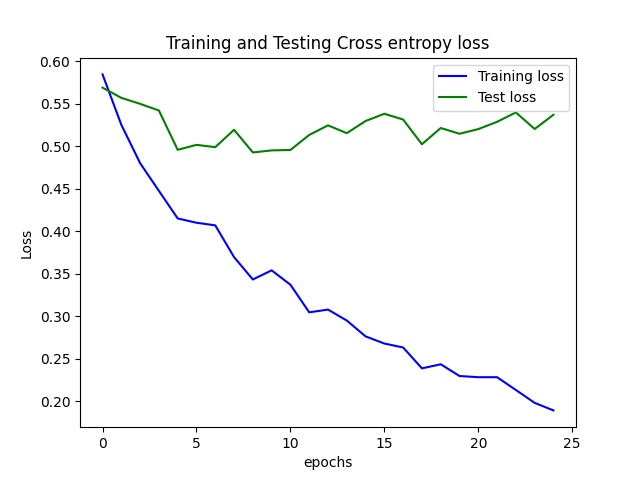 Training and Testing Cross entropy loss
Training loss
Test loss
0.60
0.55
0.50
0.45
0.40
0.35
0.30
0.25
0.20
Loss
0 5 10 15 20 25
epochs